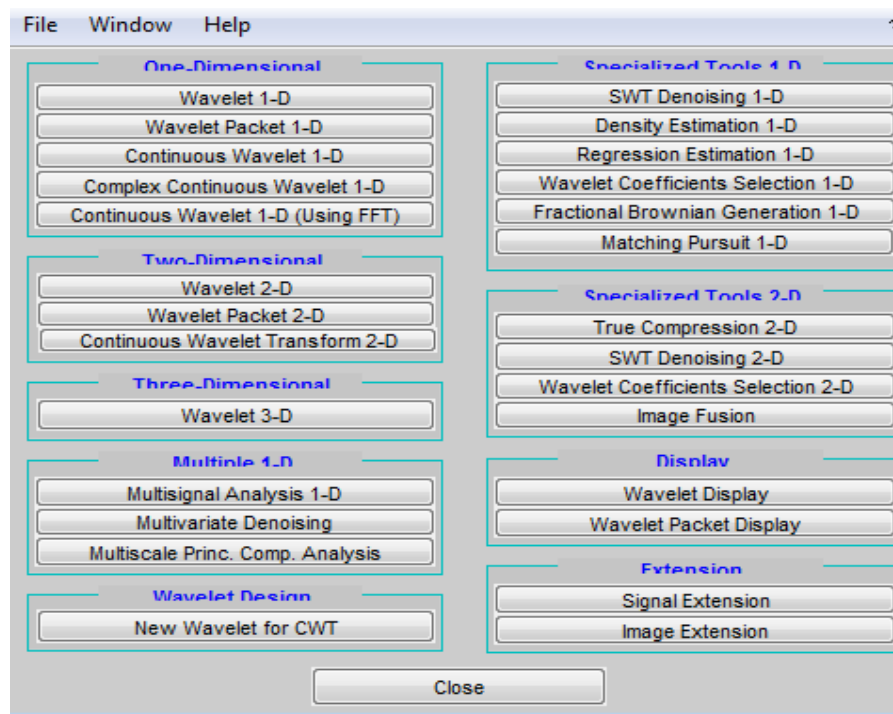 File Window Help
One-Dimensional
Wavelet 1-D
Wavelet Packet 1-D
Continuous Wavelet 1-D
Complex Continuous Wavelet 1-D
Continuous Wavelet 1-D (Using FFT)
Two-Dimensional
Wavelet 2-D
Wavelet Packet 2-D
Continuous Wavelet Transform 2-D
Three-Dimensional
Wavelet 3-D
Multiple 1-D
Multisignal Analysis 1-D
Multivariate Denoising
Multiscale Princ. Comp. Analysis
Wavelet Design
New Wavelet for CWT
Specialized Tools 1-D
SWT Denoising 1-D
Density Estimation 1-D
Regression Estimation 1-D
Wavelet Coefficients Selection 1-D
Fractional Brownian Generation 1-D
Matching Pursuit 1-D
Specialized Tools 2-D
True Compression 2-D
SWT Denoising 2-D
Wavelet Coefficients Selection 2-D
Image Fusion
Display
Wavelet Display
Wavelet Packet Display
Extension
Signal Extension
Image Extension
Close